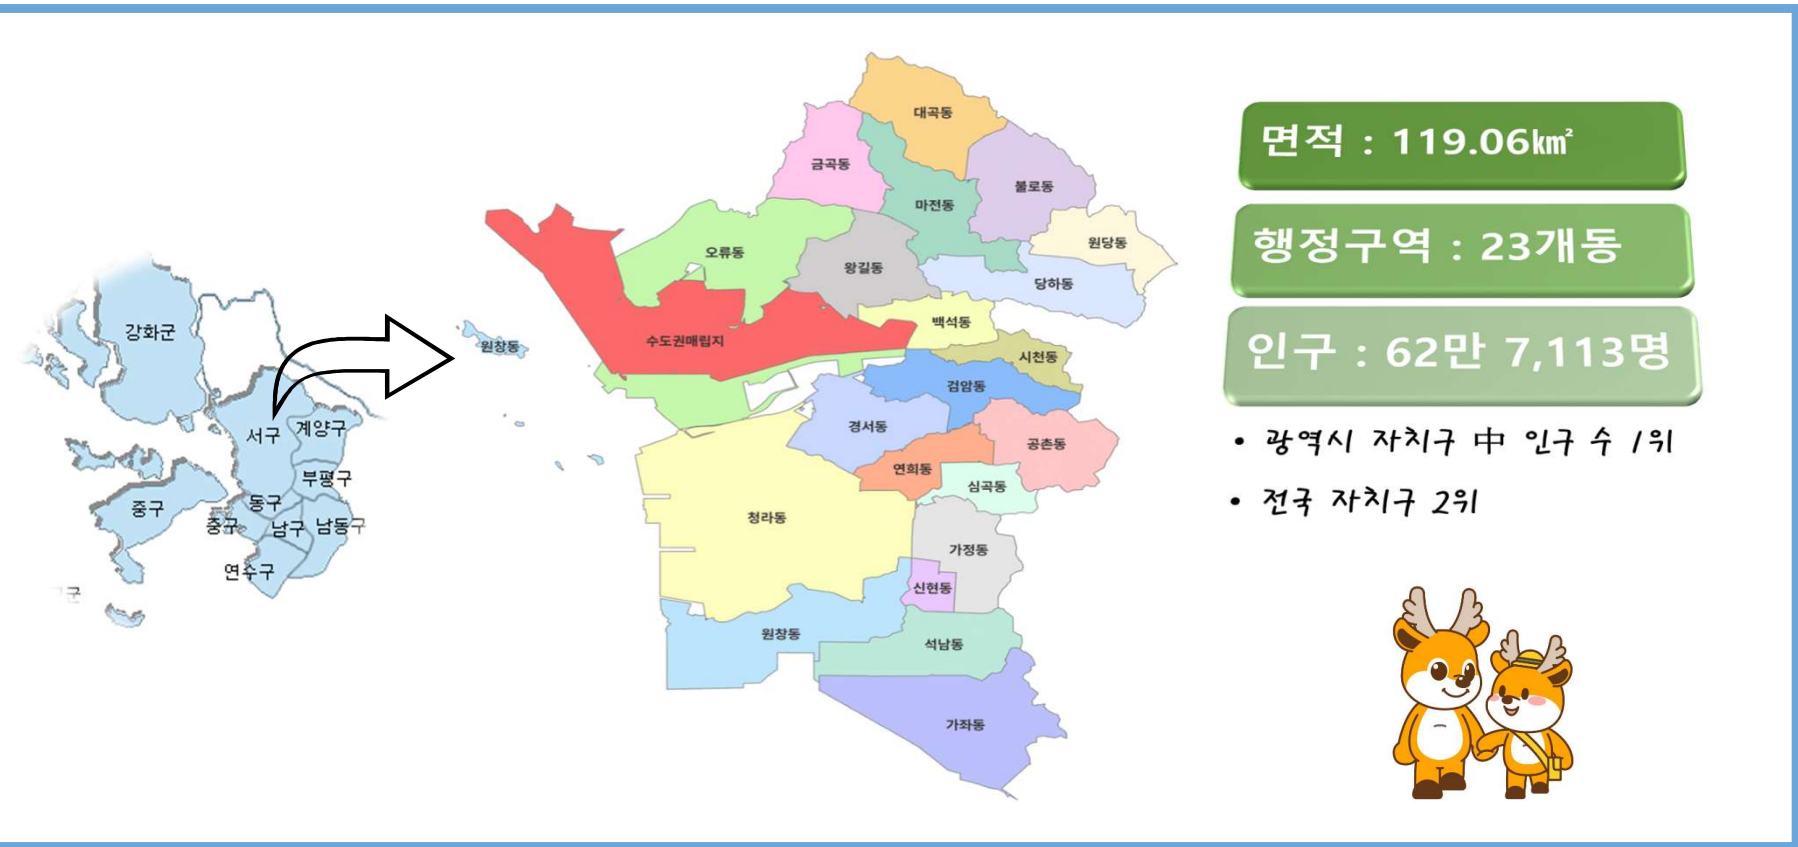 강화군
서구
계양구
부평구
동구
중구
중구
남구
남동구
연수구
군
대곡동
금곡동
불로동
마전동
원당동
오류동
왕길동
당하동
백석동
수도권매립지
원창동
시천동
검암동
경서동
공촌동
연희동
심곡동
청라동
가정동
신현동
원창동
석남동
가좌동
면적 : 119.06㎢
행정구역 : 23개동
인구 : 62만 7,113명
• 광역시 자치구 中 인구 수 1위
• 전국 자치구 2위